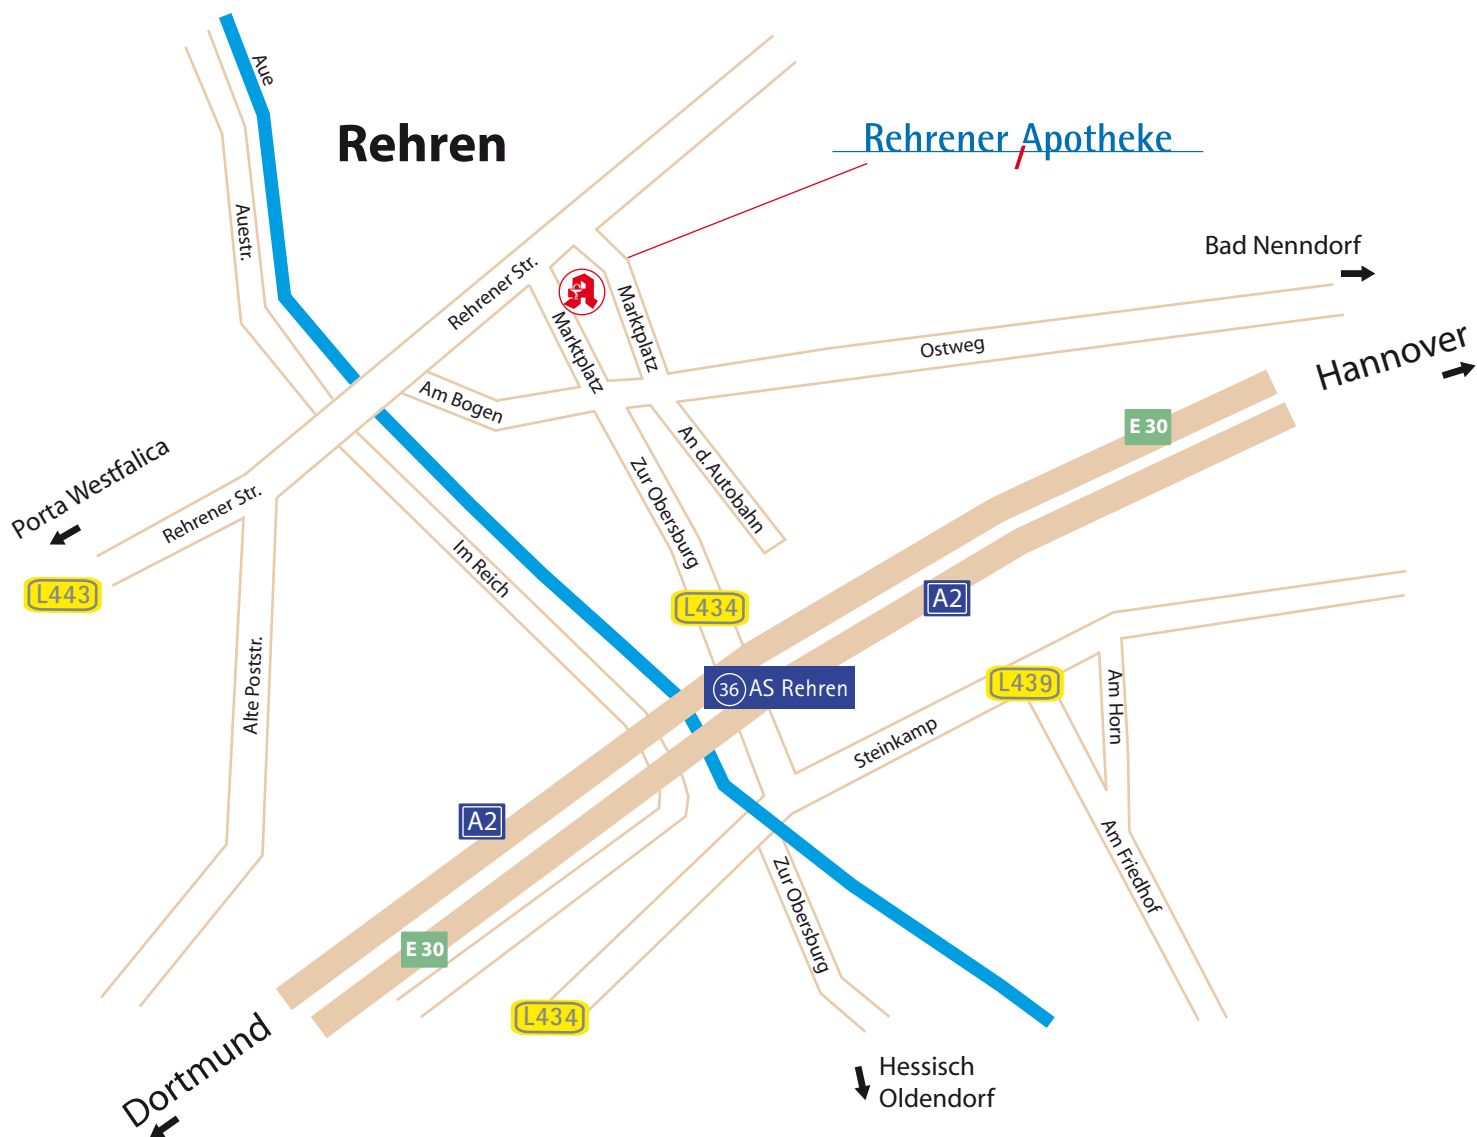 Aue
Rehren
Rehrener Apotheke
Auestr.
Bad Nenndorf
Rehrener Str.
Marktplatz
Marktplatz
Ostweg
Hannover
Am Bogen
E 30
An d. Autobahn
Porta Westfalica
Zur Obersburg
Rehrener Str.
Im Reich
L443
L434
A2
Alte Poststr.
36 AS Rehren
L439
Am Horn
Steinkamp
A2
Am Friedhof
Zur Obersburg
E 30
L434
Dortmund
Hessisch
Oldendorf